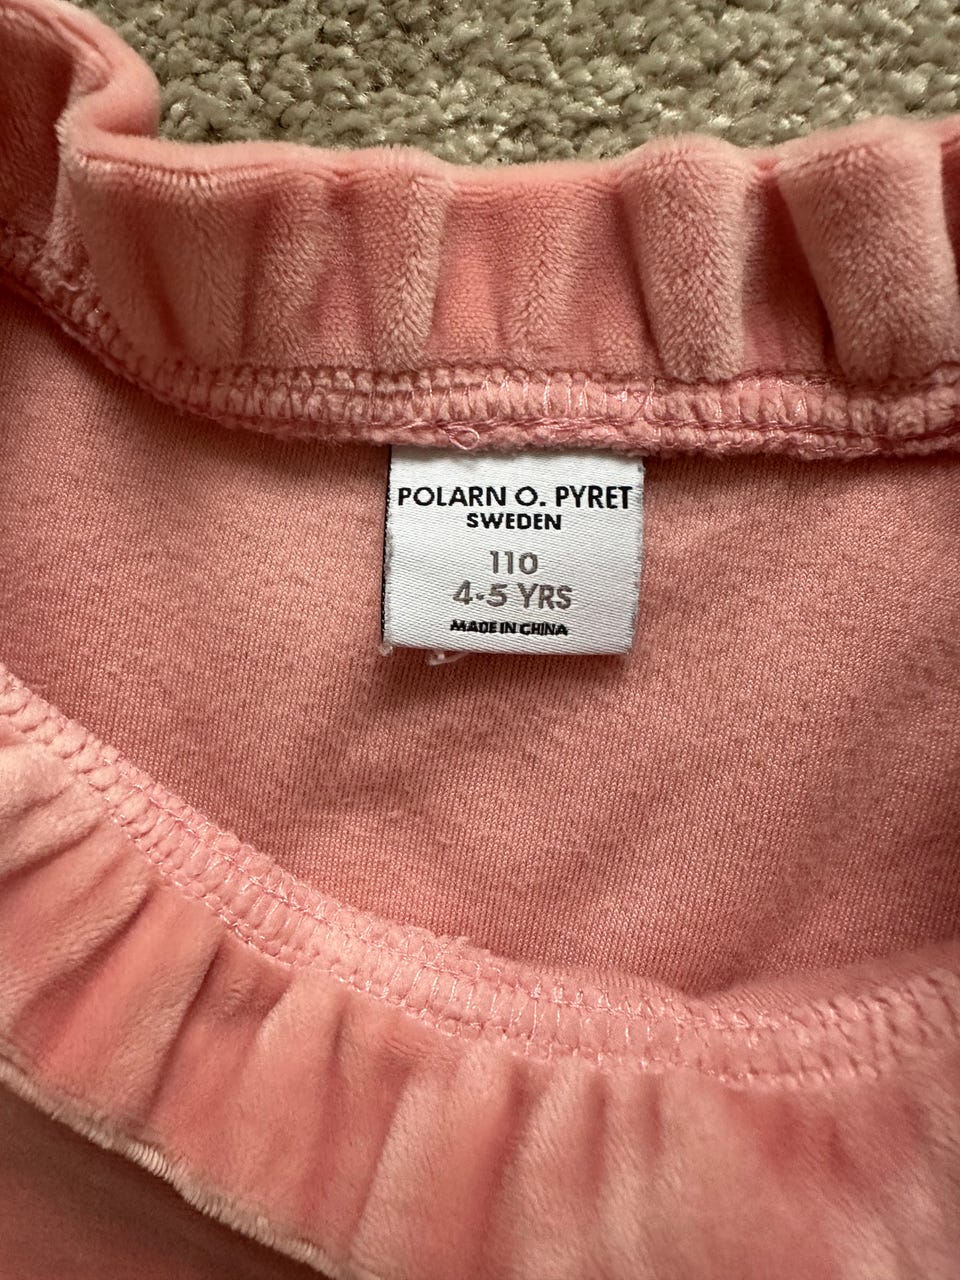 POLARN O. PYRET
SWEDEN
110
4-5 YRS
MADE IN CHINA